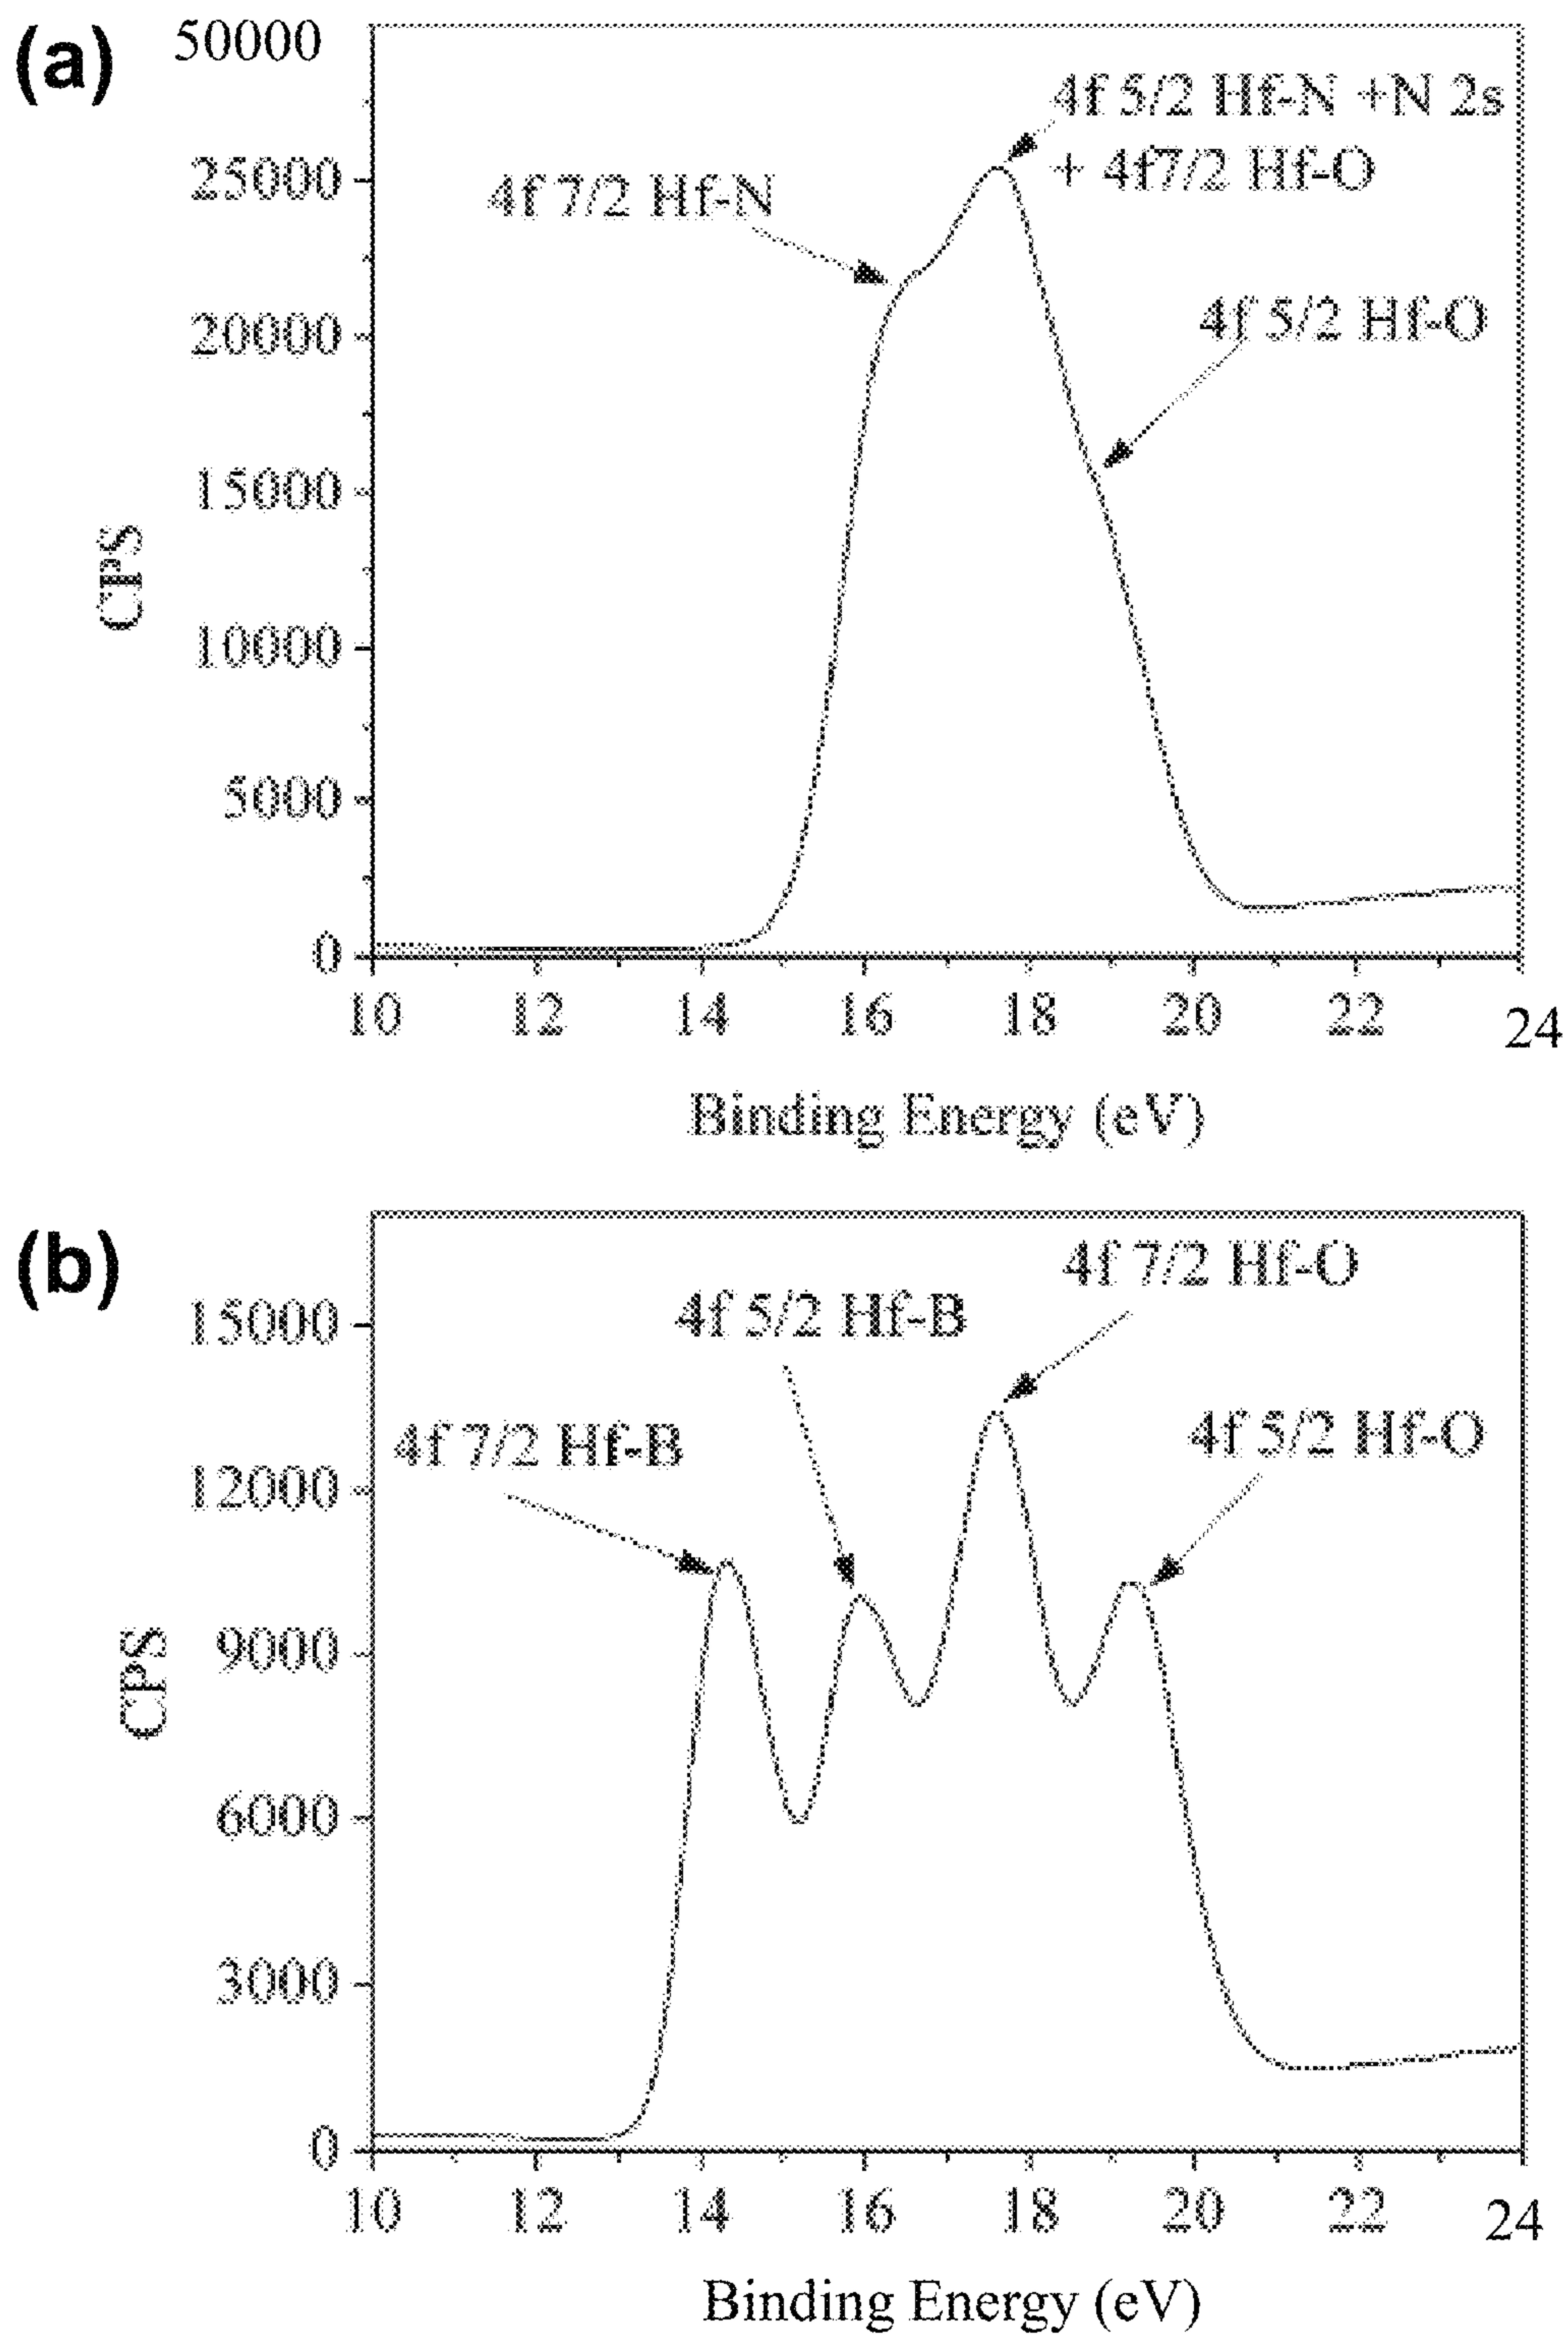 (a)
50000
4f 5/2 Hf-N +N 2s
+ 4f7/2 Hf-O
4f 7/2 Hf-N
4f 5/2 Hf-O
25000
20000
15000
10000
5000
0
CPS
10 12 14 16 18 20 22 24
Binding Energy (eV)
(b)
4f 7/2 Hf-O
4f 5/2 Hf-B
4f 7/2 Hf-B
4f 5/2 Hf-O
15000
12000
9000
6000
3000
0
CPS
10 12 14 16 18 20 22 24
Binding Energy (eV)